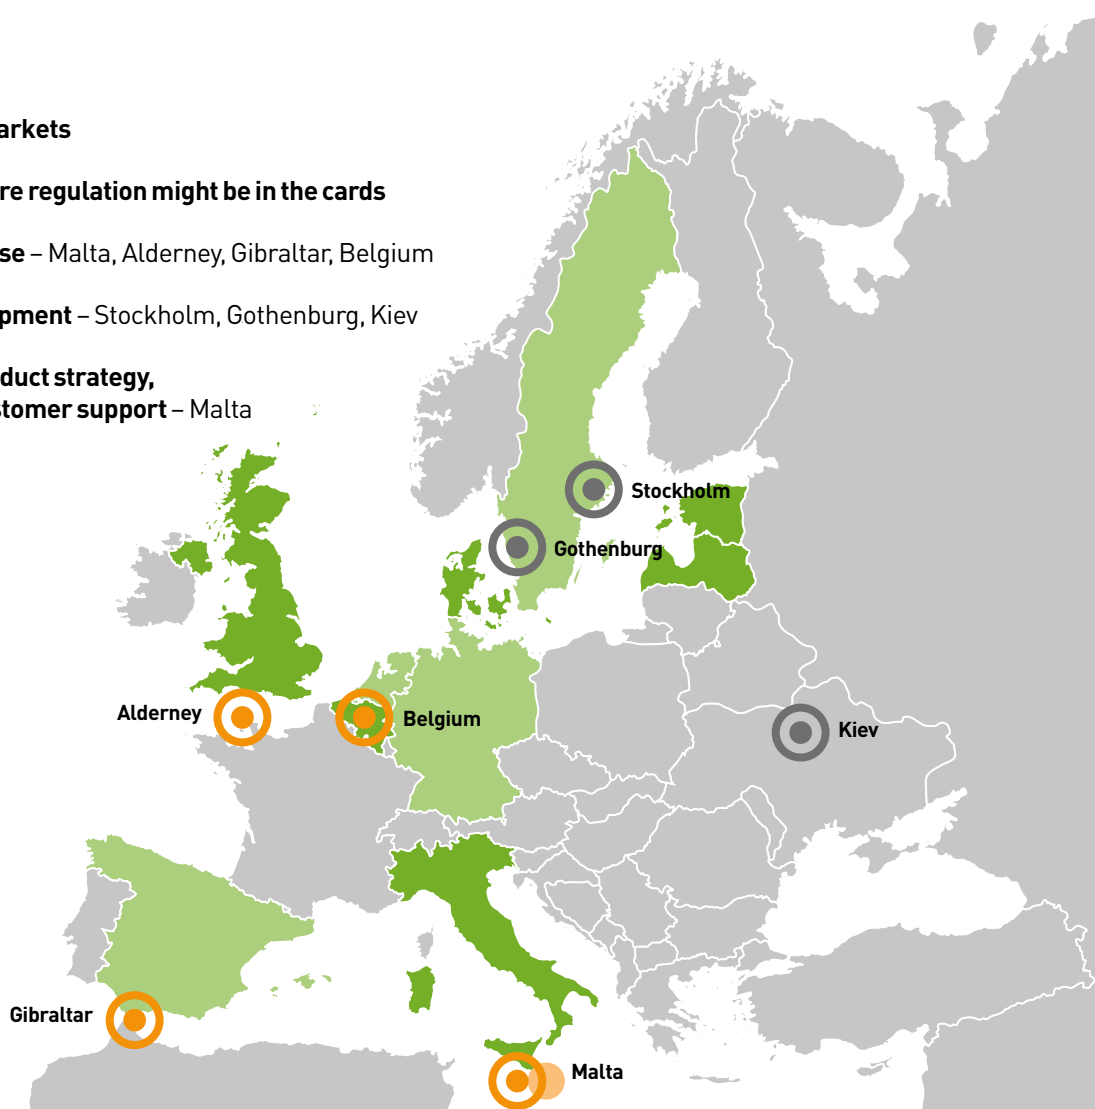 arkets
re regulation might be in the cards
se – Malta, Alderney, Gibraltar, Belgium
pment – Stockholm, Gothenburg, Kiev
duct strategy,
stomer support – Malta
Stockholm
Gothenburg
Alderney
Belgium
Kiev
Gibraltar
Malta